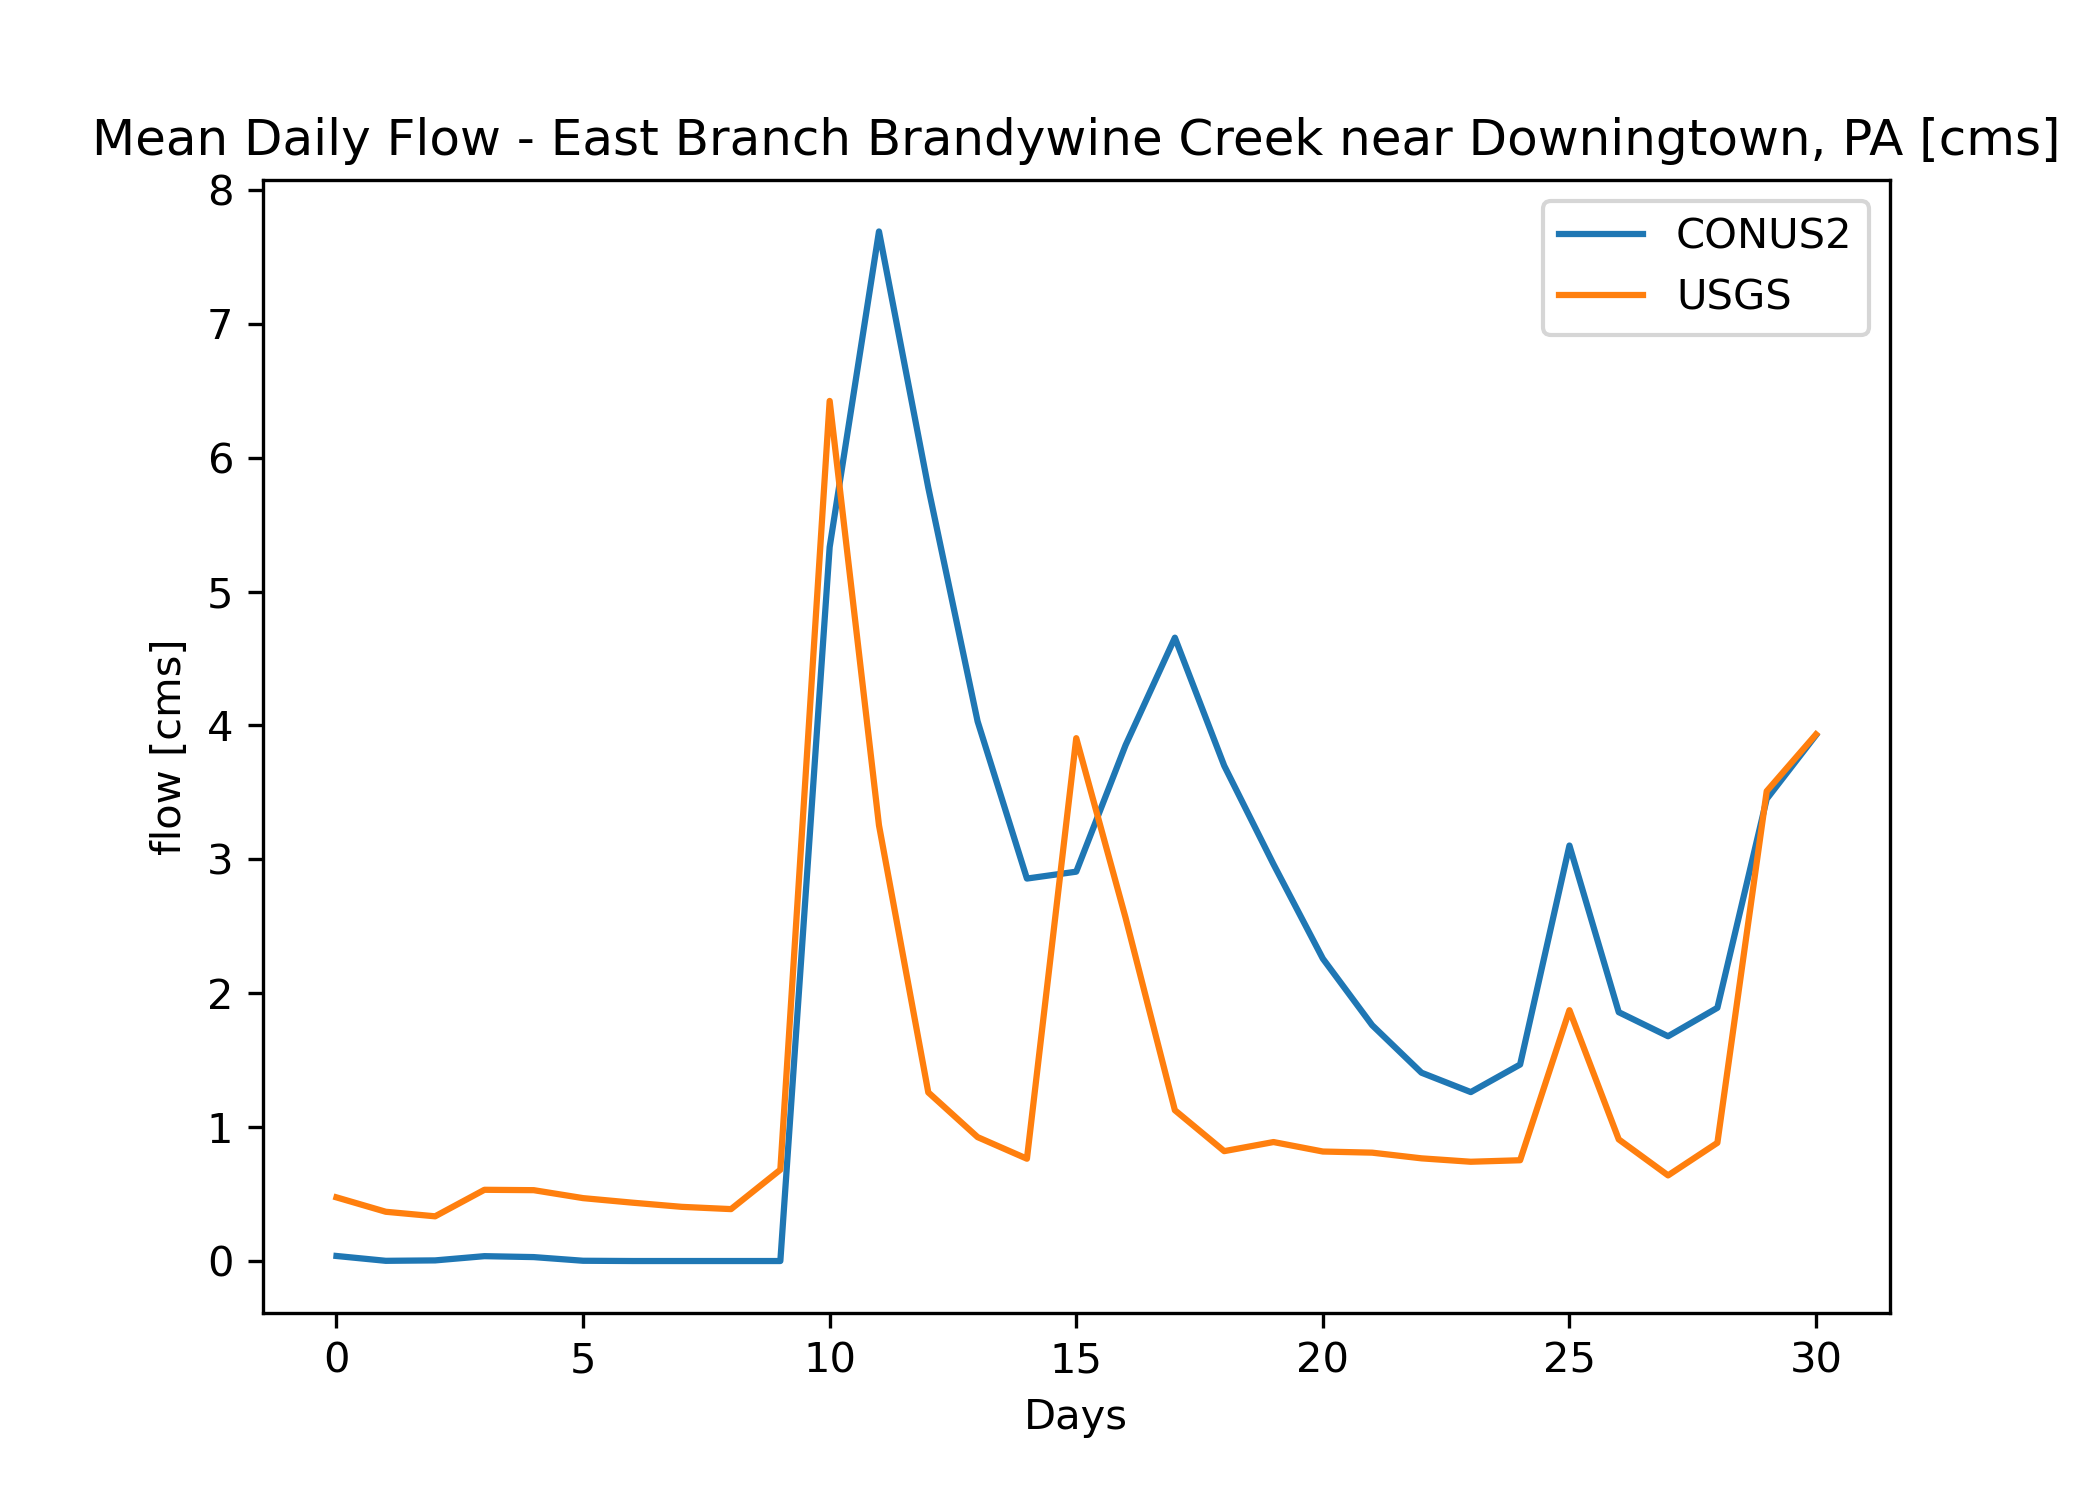 Mean Daily Flow - East Branch Brandywine Creek near Downingtown, PA [cms]
CONUS2
USGS
8
7
6
5
4
3
2
1
0
flow [cms]
0 5 10 15 20 25 30
Days